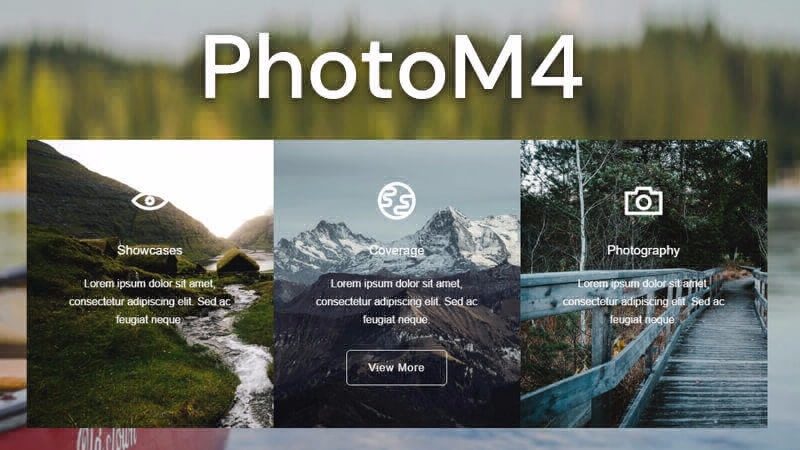 PhotoM4
Showcases
Lorem ipsum dolor sit amet,
consectetur adipiscing elit. Sed ac
feugiat neque.
Coverage
Lorem ipsum dolor sit amet,
consectetur adipiscing elit. Sed ac
feugiat neque.
View More
Photography
Lorem ipsum dolor sit amet,
consectetur adipiscing elit. Sed ac
feugiat neque.
Old Town